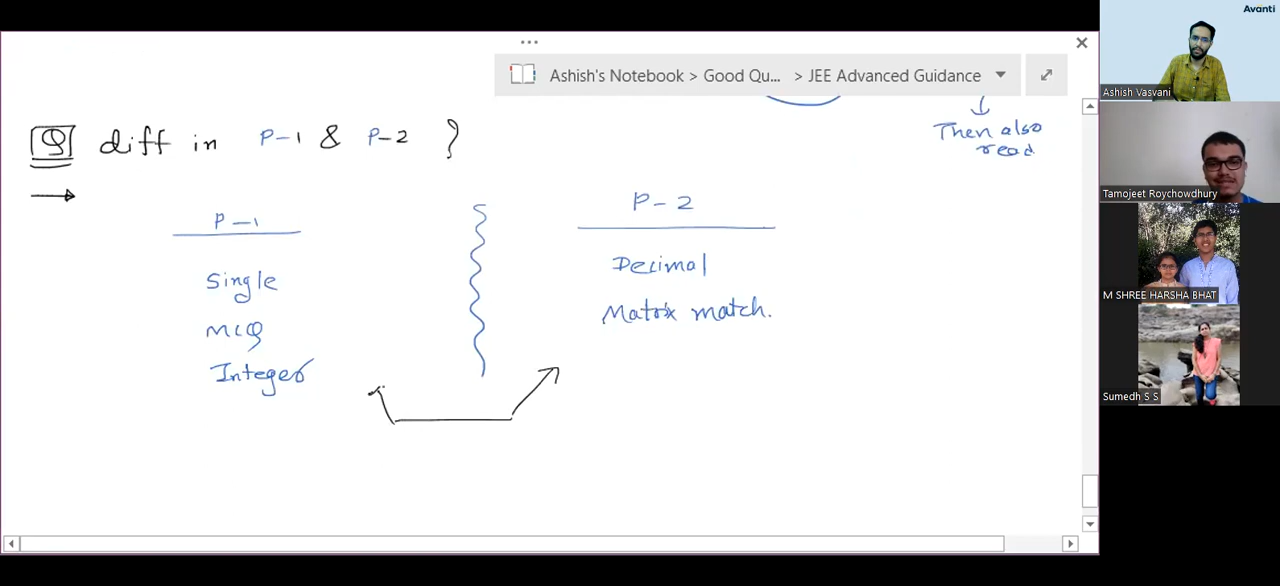 Avanti
Ashish's Notebook > Good Qu... > JEE Advanced Guidance
Ashish Vasvani
Then also
read
Q diff in P-1 & P-2 ?
P-1
P-2
Single
MCQ
Integer
Decimal
Matrix match.
Tamojeet Roychowdhury
M SHREE HARSHA BHAT
Sumedh S S